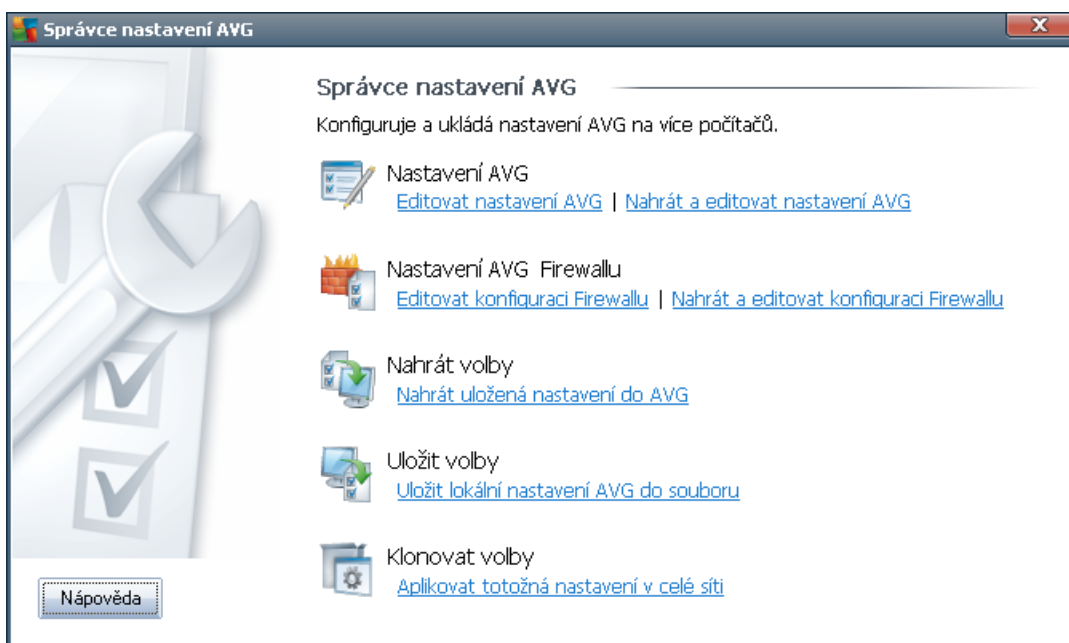 Správce nastavení AVG
X
Správce nastavení AVG
Konfiguruje a ukládá nastavení AVG na více počítačů.
Nastavení AVG
Editovat nastavení AVG | Nahrát a editovat nastavení AVG
Nastavení AVG Firewallu
Editovat konfiguraci Firewallu | Nahrát a editovat konfiguraci Firewallu
Nahrát volby
Nahrát uložená nastavení do AVG
Uložit volby
Uložit lokální nastavení AVG do souboru
Klonovat volby
Aplikovat totožná nastavení v celé síti
Nápověda